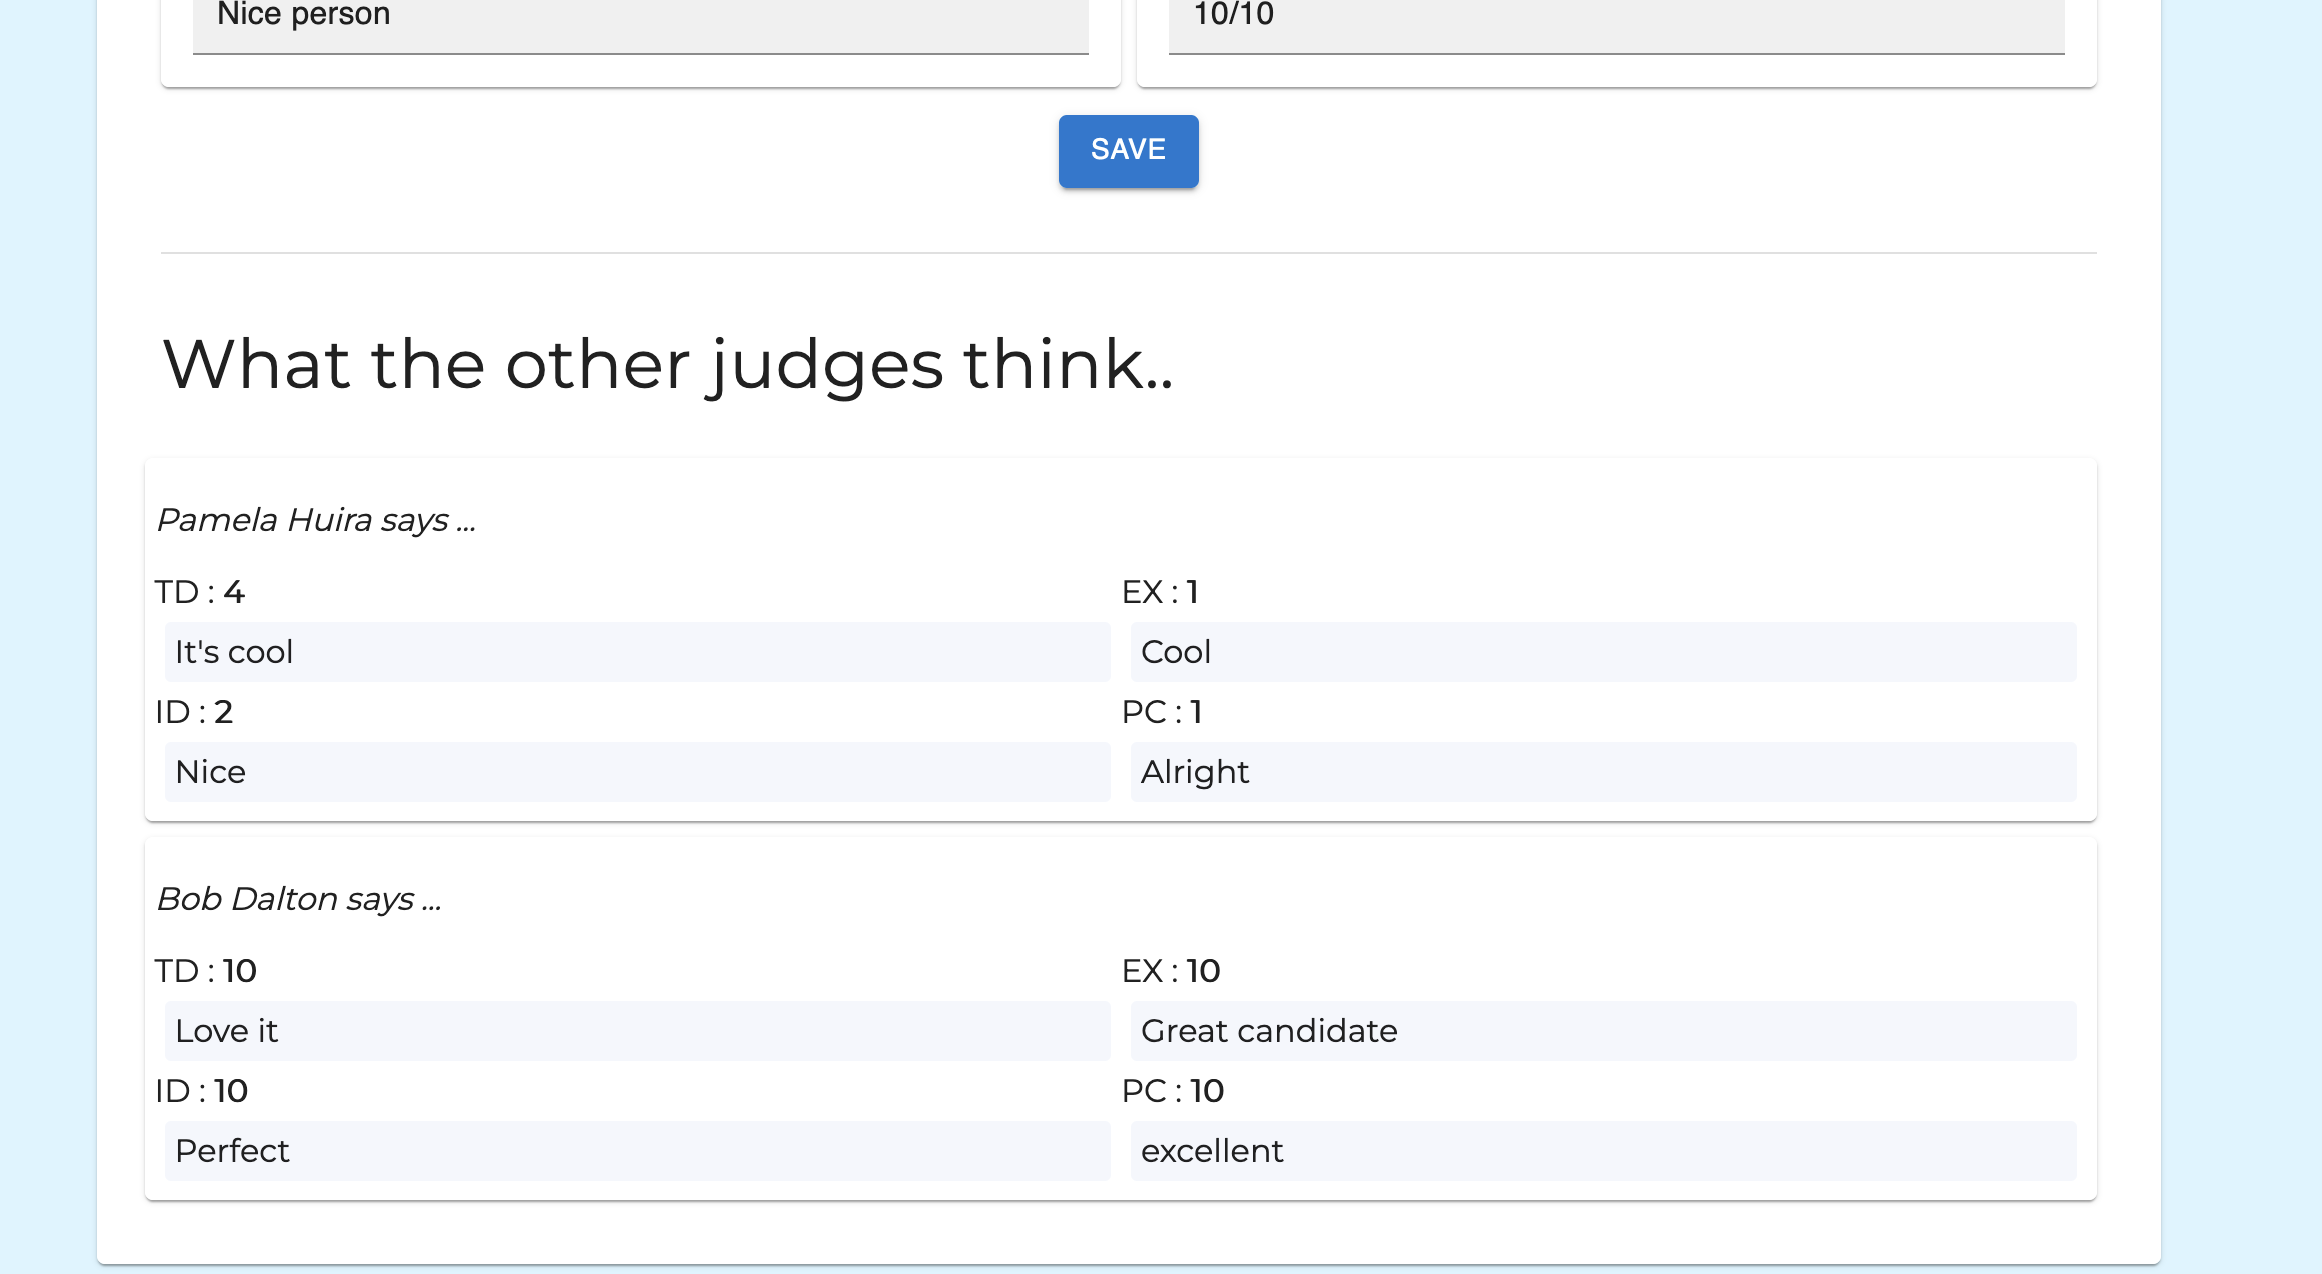 Nice person
10/10
SAVE
What the other judges think..
Pamela Huira says ...
TD : 4
EX : 1
It's cool
Cool
ID : 2
PC : 1
Nice
Alright
Bob Dalton says ...
TD : 10
EX : 10
Love it
Great candidate
ID : 10
PC : 10
Perfect
excellent